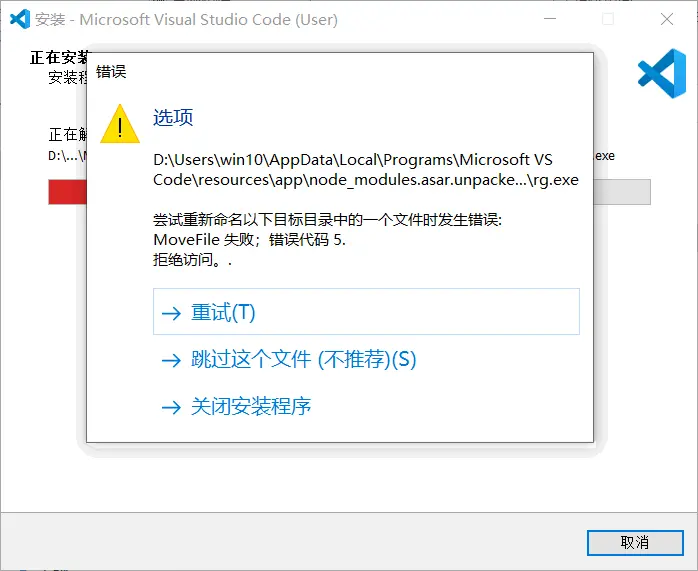 安装 - Microsoft Visual Studio Code (User)
正在安装
安装程
错误
选项
正在解
D:\...\M
.exe
D:\Users\win10\AppData\Local\Programs\Microsoft VS
Code\resources\app\node_modules.asar.unpacke...\rg.exe
尝试重新命名以下目标目录中的一个文件时发生错误:
MoveFile 失败；错误代码 5.
拒绝访问。.
→ 重试(T)
→ 跳过这个文件 (不推荐)(S)
→ 关闭安装程序
取消